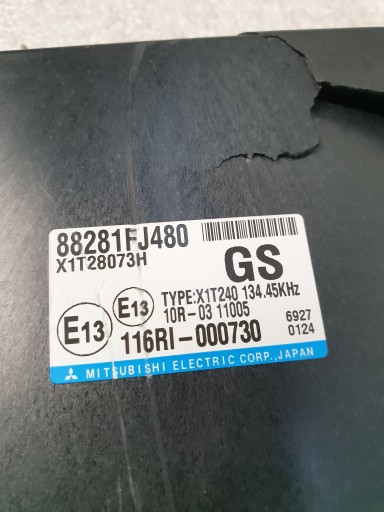 88281FJ480
X1T28073H
GS
TYPE:X1T240 134.45KHz
10R-03 11005
E13
E13
116RI-000730
6927
0124
MITSUBISHI ELECTRIC CORP.,JAPAN